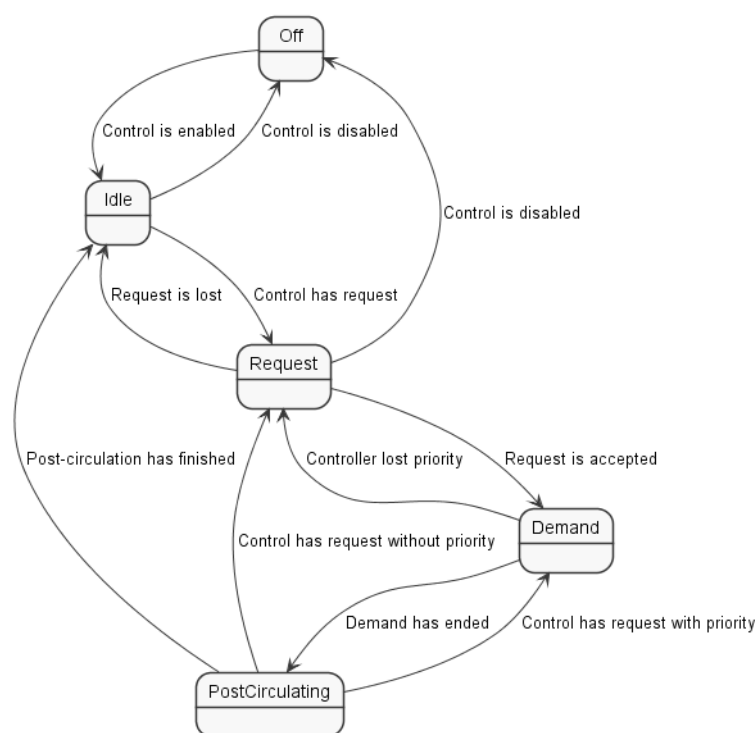 Off
Control is enabled
Control is disabled
Idle
Control is disabled
Request is lost
Control has request
Request
Post-circulation has finished
Controller lost priority
Request is accepted
Demand
Control has request without priority
Demand has ended
Control has request with priority
PostCirculating